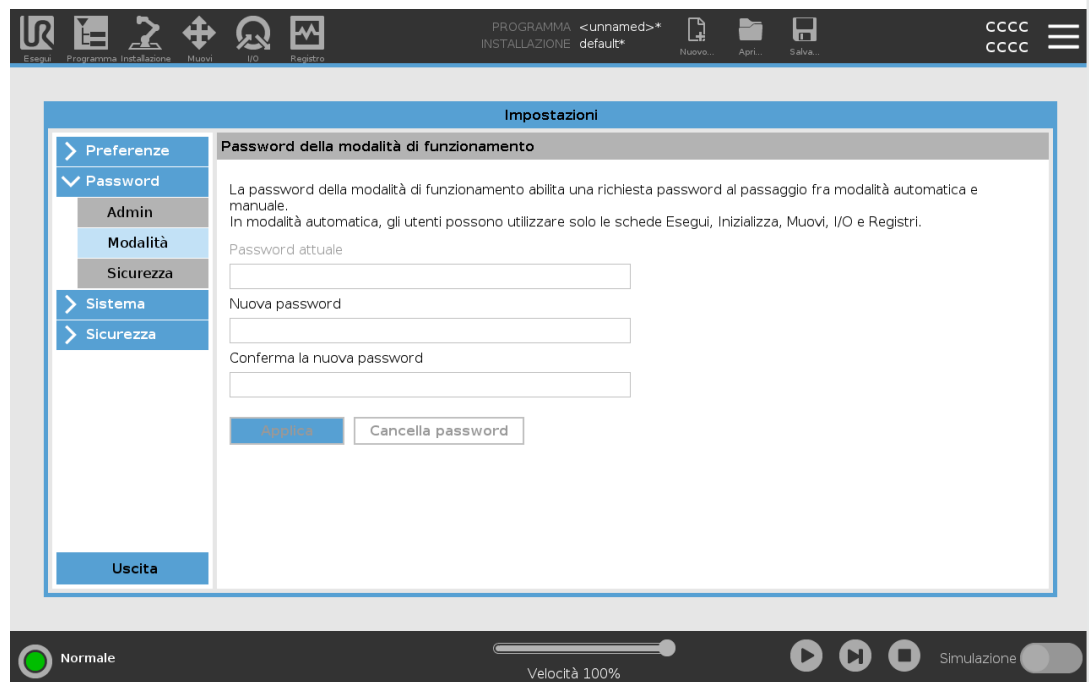 UR
Esegui
Programma
Installazione
Muovi
I/O
Registro
PROGRAMMA <unnamed>*
INSTALLAZIONE default*
Nuovo...
Apri...
Salva...
CCCC
CCCC
Impostazioni
Preferenze
Password
Admin
Modalità
Sicurezza
Sistema
Sicurezza
Uscita
Password della modalità di funzionamento
La password della modalità di funzionamento abilita una richiesta password al passaggio fra modalità automatica e
manuale.
In modalità automatica, gli utenti possono utilizzare solo le schede Esegui, Inizializza, Muovi, I/O e Registri.
Password attuale
Nuova password
Conferma la nuova password
Applica
Cancella password
Normale
Velocità 100%
Simulazione